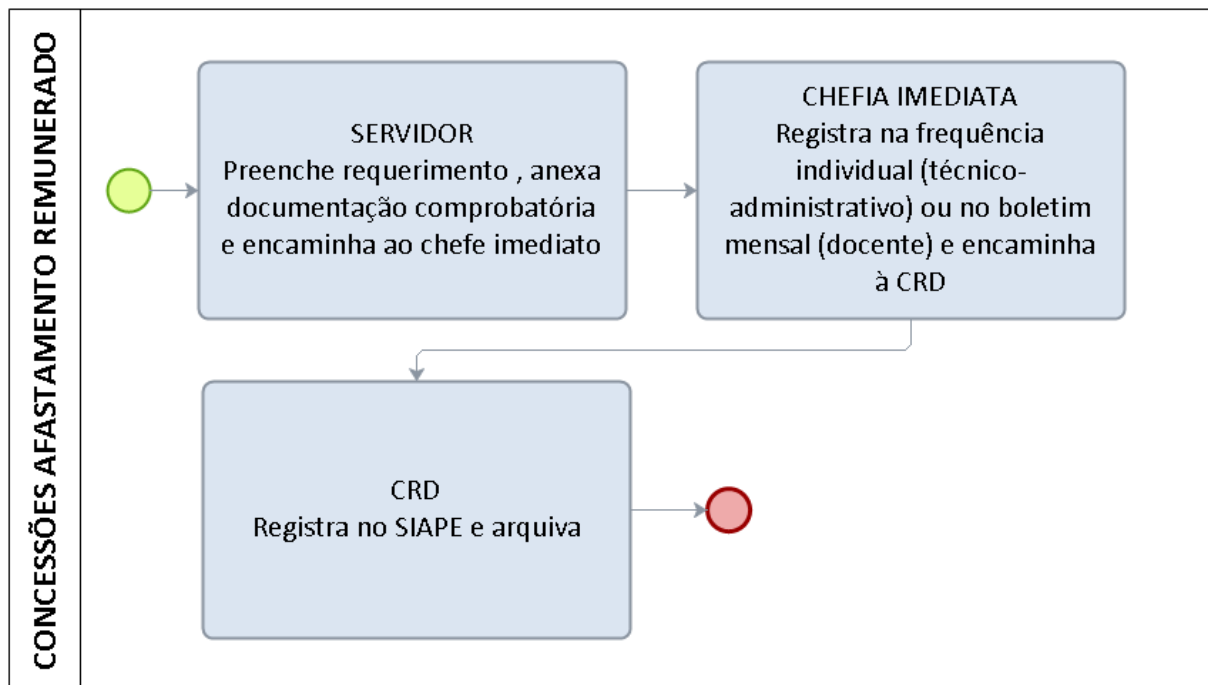 CONCESSÕES AFASTAMENTO REMUNERADO
SERVIDOR
Preenche requerimento , anexa
documentação comprobatória
e encaminha ao chefe imediato
CHEFIA IMEDIATA
Registra na frequência
individual (técnico-
administrativo) ou no boletim
mensal (docente) e encaminha
à CRD
CRD
Registra no SIAPE e arquiva